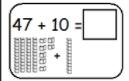 47 + 10 =
+